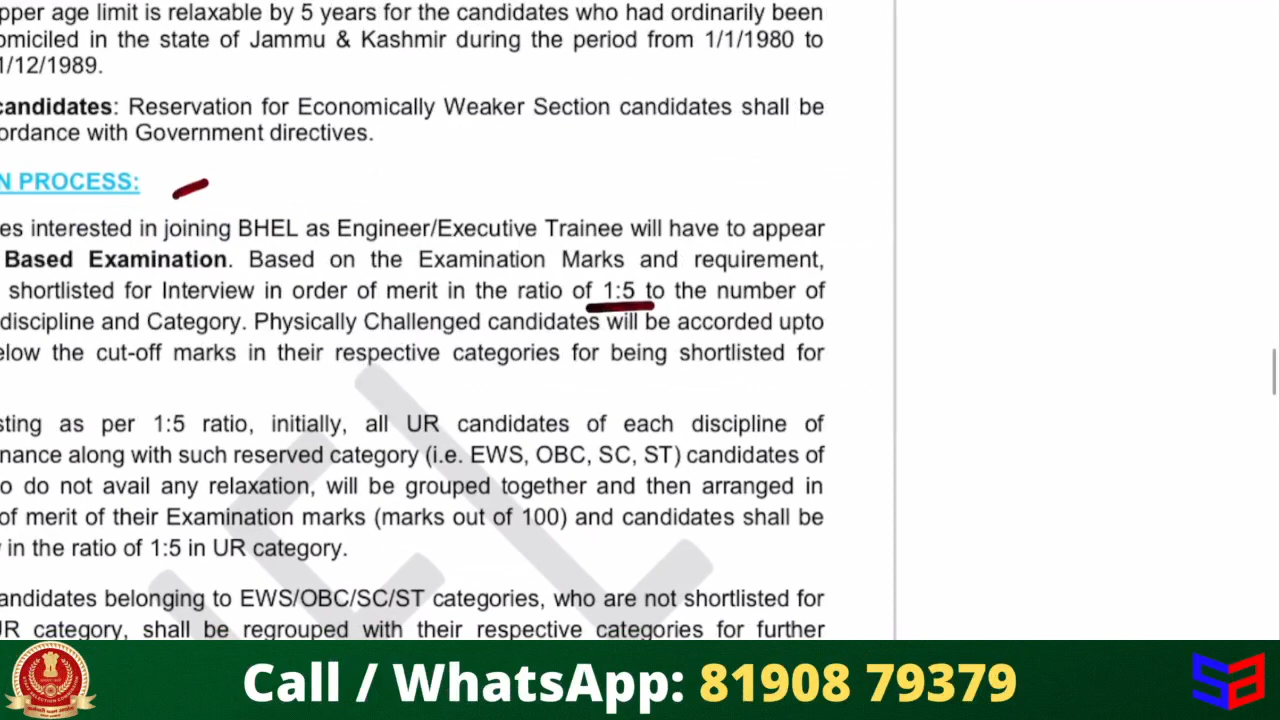 pper age limit is relaxable by 5 years for the candidates who had ordinarily been
omiciled in the state of Jammu & Kashmir during the period from 1/1/1980 to
1/12/1989.
candidates: Reservation for Economically Weaker Section candidates shall be
ordance with Government directives.
N PROCESS:
es interested in joining BHEL as Engineer/Executive Trainee will have to appear
Based Examination. Based on the Examination Marks and requirement,
shortlisted for Interview in order of merit in the ratio of 1:5 to the number of
discipline and Category. Physically Challenged candidates will be accorded upto
elow the cut-off marks in their respective categories for being shortlisted for
sting as per 1:5 ratio, initially, all UR candidates of each discipline of
nance along with such reserved category (i.e. EWS, OBC, SC, ST) candidates of
o do not avail any relaxation, will be grouped together and then arranged in
of merit of their Examination marks (marks out of 100) and candidates shall be
in the ratio of 1:5 in UR category.
andidates belonging to EWS/OBC/SC/ST categories, who are not shortlisted for
UR category, shall be regrouped with their respective categories for further
Call / WhatsApp: 81908 79379